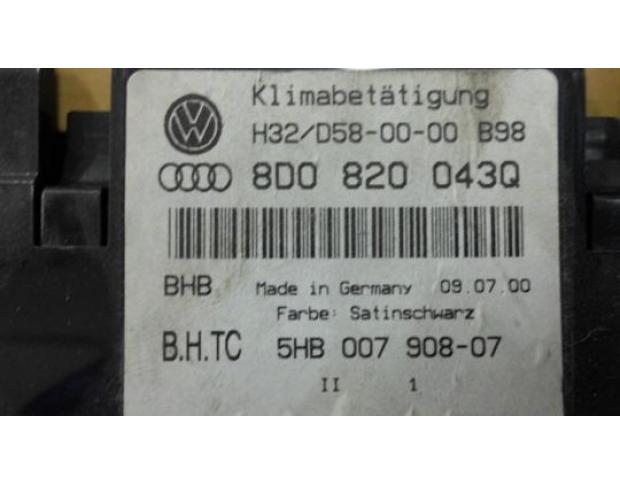 Klimabetätigung
H32/D58-00-00 B98
8D0 820 043Q
BHB Made in Germany 09.07.00
Farbe: Satinschwarz
B.H.TC 5HB 007 908-07
II 1